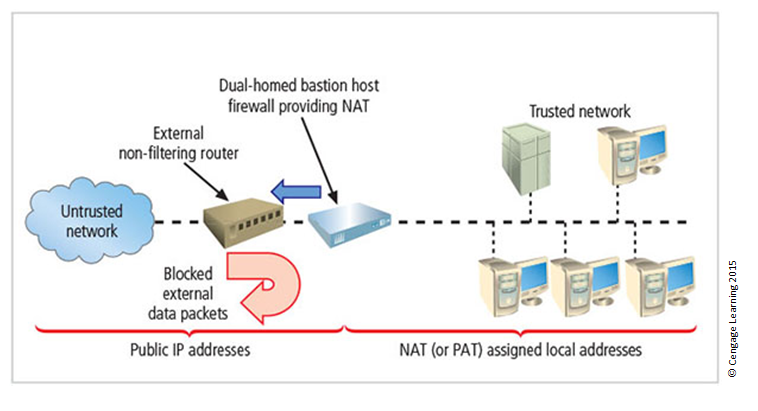 Dual-homed bastion host
firewall providing NAT
Trusted network
External
non-filtering router
Untrusted
network
Blocked
external
data packets
Public IP addresses
NAT (or PAT) assigned local addresses
© Cengage Learning 2015